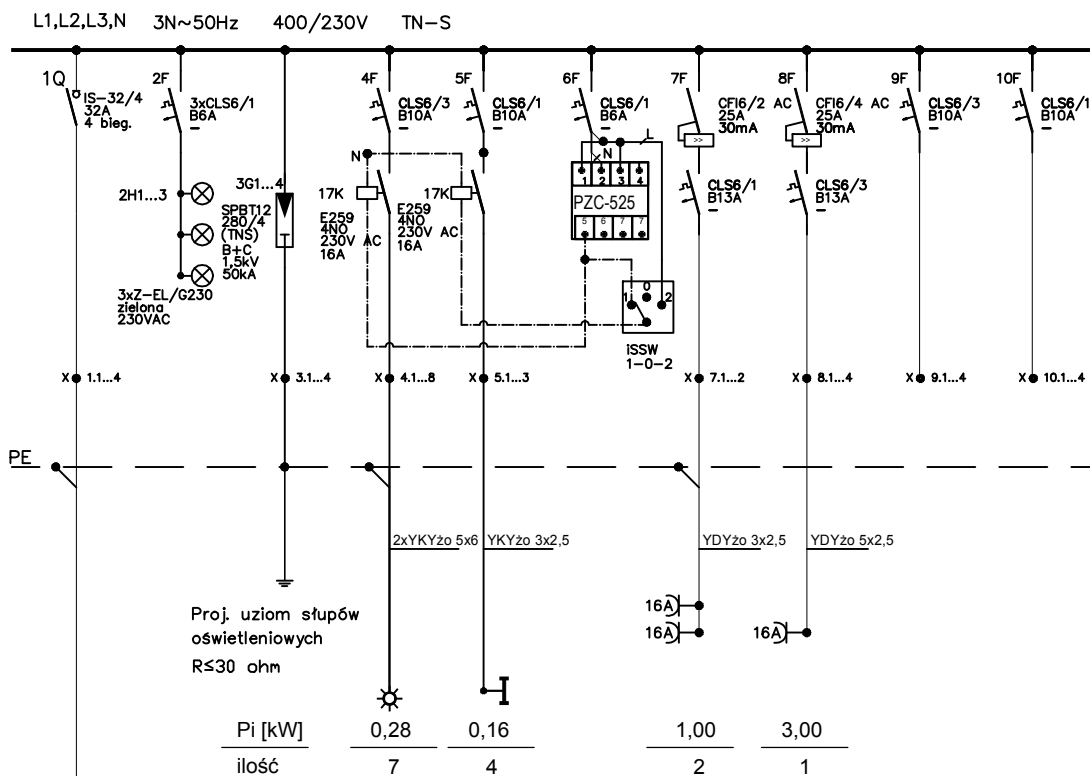 L1,L2,L3,N 3N~50Hz 400/230V TN-S
1Q
IS-32/4
32A
4 bieg.
2F
3xCLS6/1
B6A
4F
CLS6/3
B10A
5F
CLS6/1
B10A
6F
CLS6/1
B6A
7F
CFI6/2 AC
25A
30mA
8F
CFI6/4 AC
25A
30mA
9F
CLS6/3
B10A
10F
CLS6/1
B10A
N
N
L
>>
>>
1 2 3 4
PZC-525
5 6 7 7
CLS6/1
B13A
CLS6/3
B13A
2H1...3
3xZ-EL/G230
zielona
230VAC
3G1...4
SPBT12
280/4
(TNS)
B+C
1,5kV
50kA
17K
E259
4NO
230V AC
16A
17K
E259
4NO
230V AC
16A
0
1 2
iSSW
1-0-2
X 1.1...4
X 3.1...4
X 4.1...8
X 5.1...3
X 7.1...2
X 8.1...4
X 9.1...4
X 10.1...4
PE
2xYKYżo 5x6
YKYżo 3x2,5
YDYżo 3x2,5
YDYżo 5x2,5
Proj. uziom słupów
oświetleniowych
R≤30 ohm
16A
16A
16A
Pi [kW] 0,28 0,16 1,00 3,00
ilość 7 4 2 1